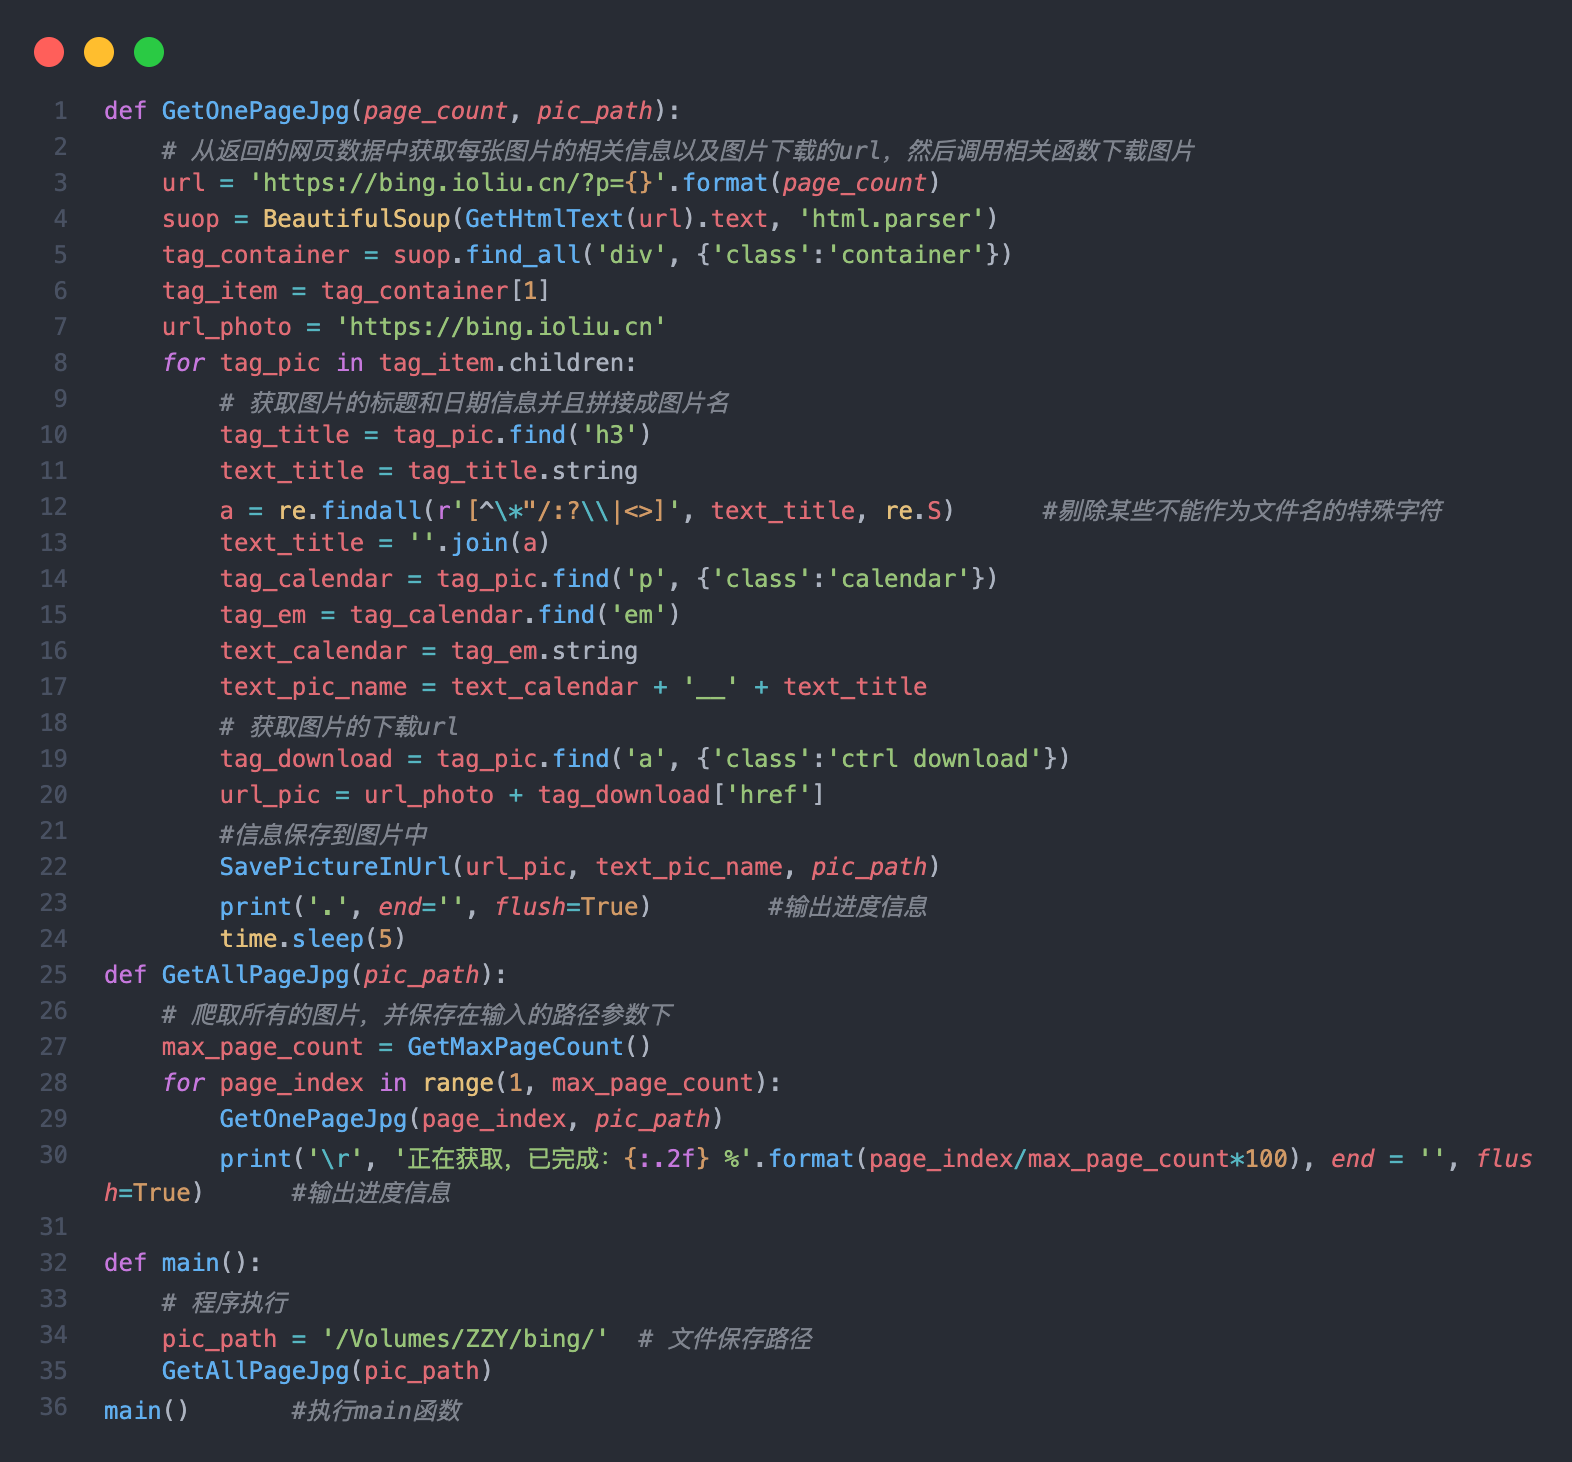 1 def GetOnePageJpg(page_count, pic_path):
2     # 从返回的网页数据中获取每张图片的相关信息以及图片下载的url，然后调用相关函数下载图片
3     url = 'https://bing.ioliu.cn/?p={}'.format(page_count)
4     suop = BeautifulSoup(GetHtmlText(url).text, 'html.parser')
5     tag_container = suop.find_all('div', {'class':'container'})
6     tag_item = tag_container[1]
7     url_photo = 'https://bing.ioliu.cn'
8     for tag_pic in tag_item.children:
9         # 获取图片的标题和日期信息并且拼接成图片名
10         tag_title = tag_pic.find('h3')
11         text_title = tag_title.string
12         a = re.findall(r'[^\*"/:?\\|<>]', text_title, re.S)      #剔除某些不能作为文件名的特殊字符
13         text_title = ''.join(a)
14         tag_calendar = tag_pic.find('p', {'class':'calendar'})
15         tag_em = tag_calendar.find('em')
16         text_calendar = tag_em.string
17         text_pic_name = text_calendar + '__' + text_title
18         # 获取图片的下载url
19         tag_download = tag_pic.find('a', {'class':'ctrl download'})
20         url_pic = url_photo + tag_download['href']
21         #信息保存到图片中
22         SavePictureInUrl(url_pic, text_pic_name, pic_path)
23         print('.', end='', flush=True)        #输出进度信息
24         time.sleep(5)
25 def GetAllPageJpg(pic_path):
26     # 爬取所有的图片，并保存在输入的路径参数下
27     max_page_count = GetMaxPageCount()
28     for page_index in range(1, max_page_count):
29         GetOnePageJpg(page_index, pic_path)
30         print('\r', '正在获取，已完成：{:.2f} %'.format(page_index/max_page_count*100), end = '', flus
h=True)      #输出进度信息
31
32 def main():
33     # 程序执行
34     pic_path = '/Volumes/ZZY/bing/'  # 文件保存路径
35     GetAllPageJpg(pic_path)
36 main()       #执行main函数